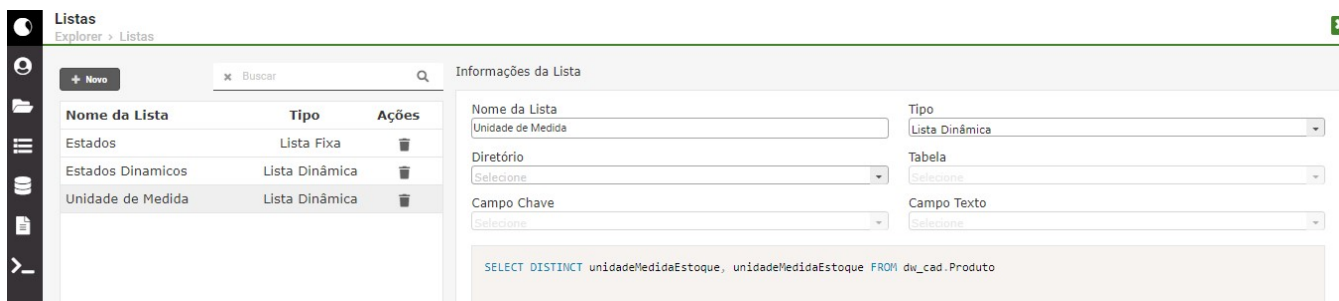 Listas
Explorer > Listas
+ Novo
× Buscar
Informações da Lista
Nome da Lista Tipo Ações
Estados Lista Fixa
Estados Dinamicos Lista Dinâmica
Unidade de Medida Lista Dinâmica
Nome da Lista Tipo
Unidade de Medida Lista Dinâmica
Diretório Tabela
Selecione Selecione
Campo Chave Campo Texto
Selecione Selecione
SELECT DISTINCT unidadeMedidaEstoque, unidadeMedidaEstoque FROM dw_cad.Produto